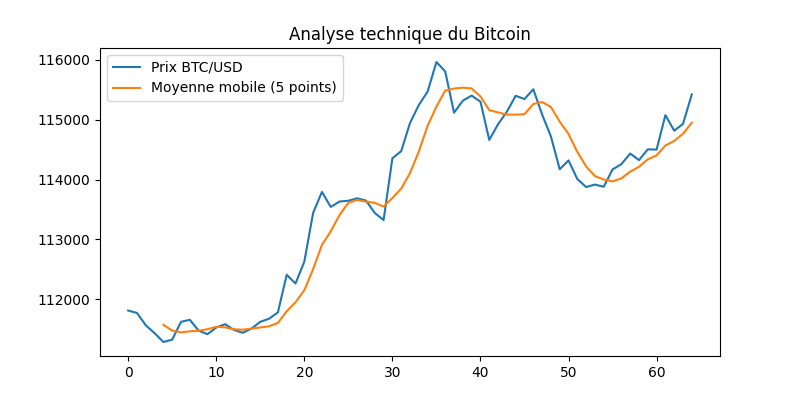 Analyse technique du Bitcoin
Prix BTC/USD
Moyenne mobile (5 points)
116000
115000
114000
113000
112000
0 10 20 30 40 50 60